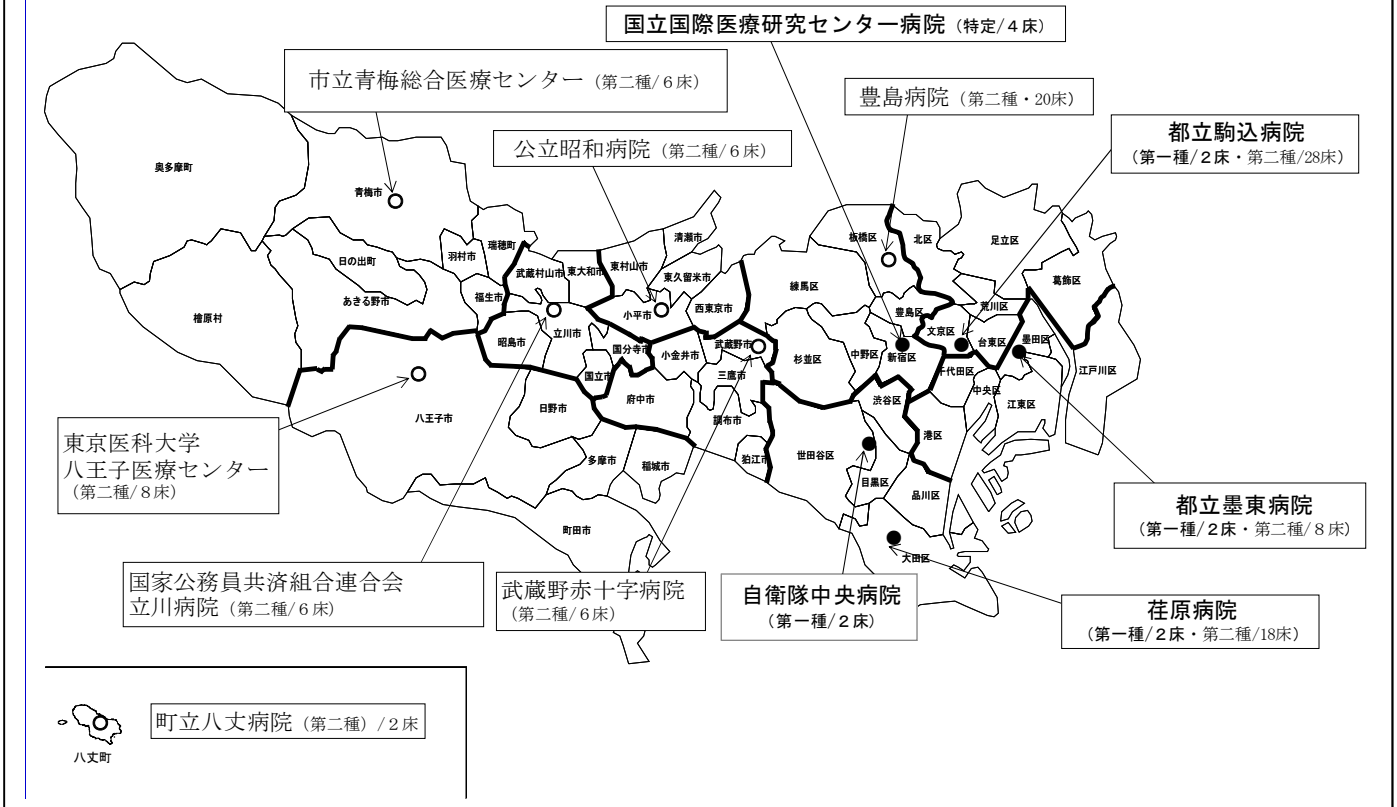 国立国際医療研究センター病院（特定/４床）
市立青梅総合医療センター（第二種/６床）
豊島病院（第二種・20床）
公立昭和病院（第二種/６床）
都立駒込病院
（第一種/２床・第二種/28床）
奥多摩町
青梅市
瑞穂町
羽村市
日の出町
あきる野市
福生市
檜原村
武蔵村山市
東大和市
東村山市
清瀬市
東久留米市
小平市
西東京市
昭島市
立川市
国分寺市
国立市
小金井市
武蔵野市
三鷹市
府中市
調布市
狛江市
八王子市
日野市
多摩市
稲城市
町田市
板橋区
北区
足立区
葛飾区
練馬区
豊島区
荒川区
文京区
台東区
墨田区
江戸川区
杉並区
中野区
新宿区
千代田区
中央区
江東区
渋谷区
港区
世田谷区
目黒区
品川区
大田区
東京医科大学
八王子医療センター
（第二種/８床）
国家公務員共済組合連合会
立川病院（第二種/６床）
武蔵野赤十字病院
（第二種/６床）
自衛隊中央病院
（第一種/２床）
都立墨東病院
（第一種/２床・第二種/８床）
荏原病院
（第一種/２床・第二種/18床）
町立八丈病院（第二種）/２床
八丈町